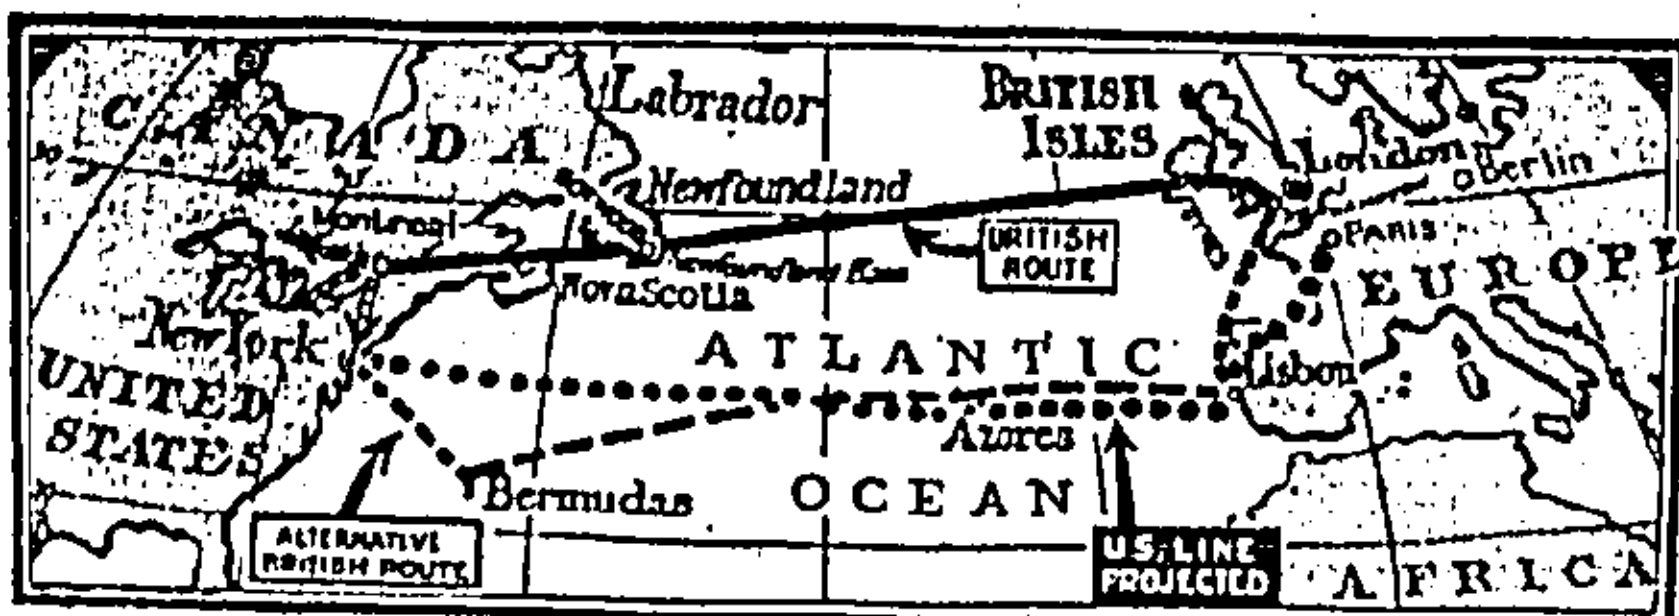 CANADA
Labrador
BRITISH
ISLES
London
Berlin
Newfoundland
Montreal
PARIS
BRITISH
ROUTE
Nova Scotia
EUROPE
New York
ATLANTIC
Lisbon
UNITED
STATES
Azores
Bermudas
OCEAN
ALTERNATIVE
BRITISH ROUTE
U.S. LINE
PROJECTED
AFRICA